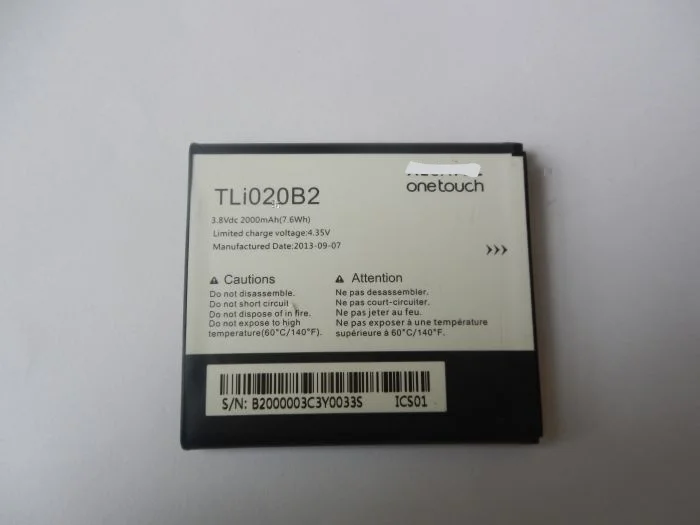 onetouch
TLi020B2
3.8Vdc 2000mAh(7.6Wh)
Limited charge voltage:4.35V
Manufactured Date:2013-09-07
Cautions
Do not disassemble.
Do not short circuit
Do not dispose of in fire.
Do not expose to high
temperature(60°C/140°F).
Attention
Ne pas desassembler.
Ne pas court-circuiter.
Ne pas jeter au feu.
Ne pas exposer à une température
supérieure à 60°C/140°F.
S/N: B2000003C3Y0033S ICS01